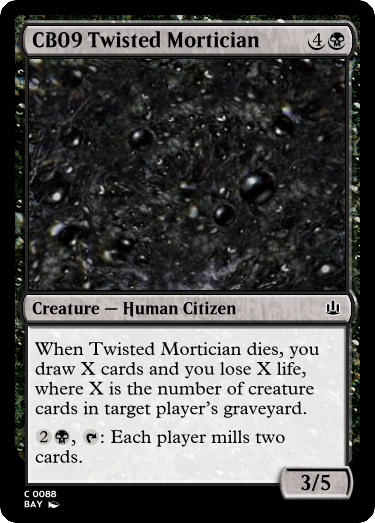 CB09 Twisted Mortician 4
Creature — Human Citizen
When Twisted Mortician dies, you
draw X cards and you lose X life,
where X is the number of creature
cards in target player's graveyard.
2 , : Each player mills two
cards.
3/5
C 0088
BAY